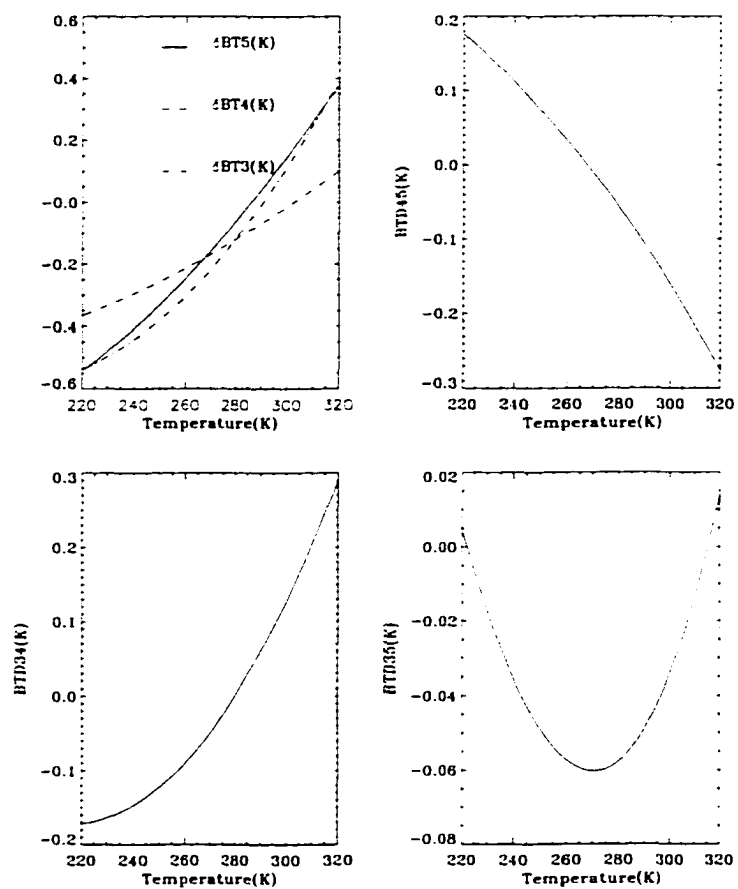 0.6
0.4
0.2
-0.0
-0.2
-0.4
-0.6
ΔBT5(K)
ΔBT4(K)
ΔBT3(K)
220 240 260 280 300 320
Temperature(K)
0.2
0.1
0.0
-0.1
-0.2
-0.3
BTD45(K)
220 240 260 280 300 320
Temperature(K)
0.3
0.2
0.1
0.0
-0.1
-0.2
BTD34(K)
220 240 260 280 300 320
Temperature(K)
0.02
0.00
-0.02
-0.04
-0.06
-0.08
BTD35(K)
220 240 260 280 300 320
Temperature(K)